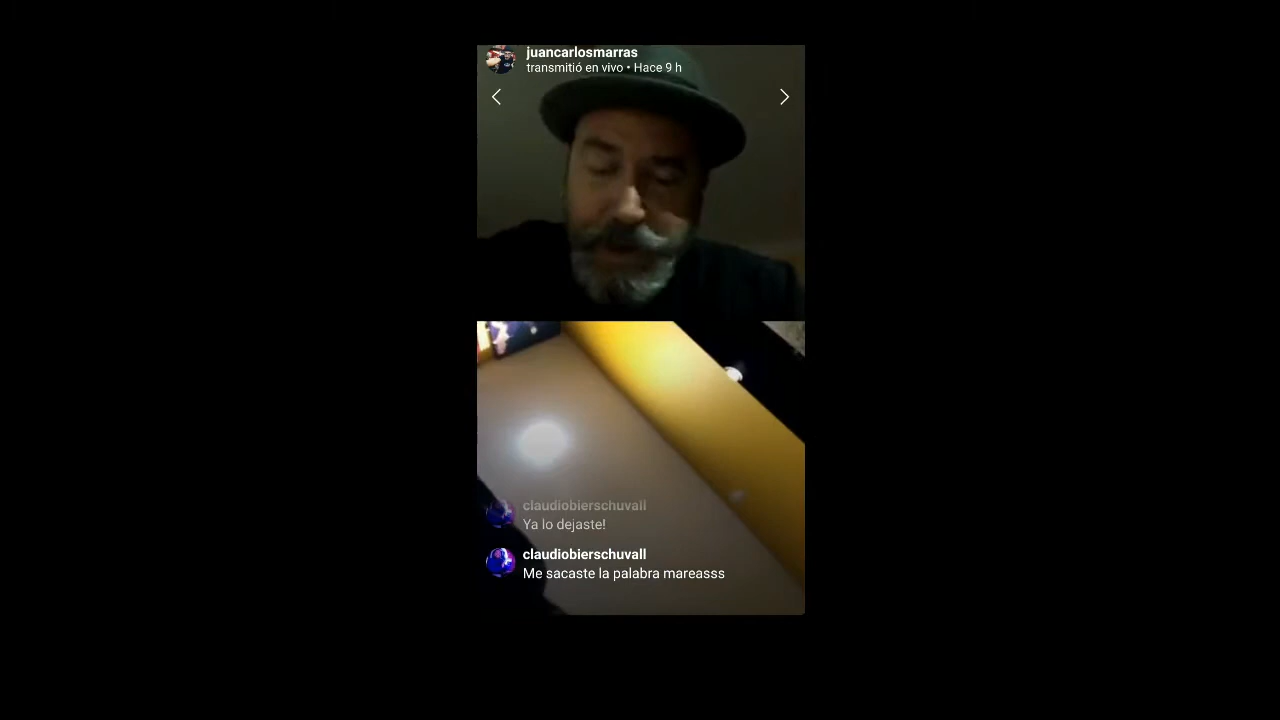 juancarlosmarras
transmitió en vivo • Hace 9 h
claudiobierschuvall
Ya lo dejaste!
claudiobierschuvall
Me sacaste la palabra mareasss